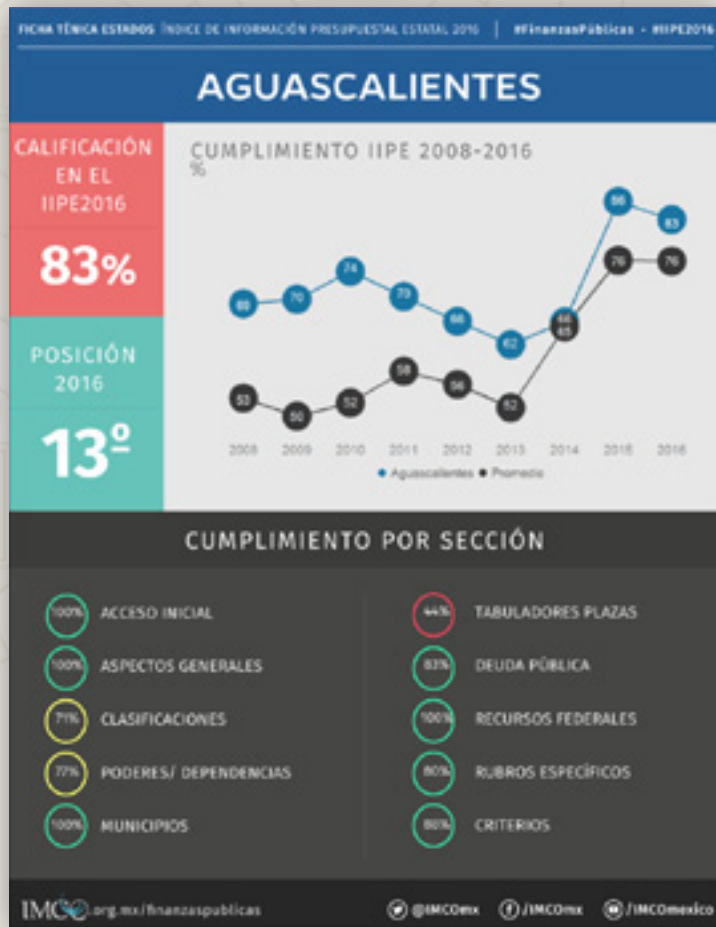 FICHA TÉNICA ESTADOS ÍNDICE DE INFORMACIÓN PRESUPUESTAL ESTATAL 2016 | #FinanzasPúblicas - #IIPE2016
AGUASCALIENTES
CALIFICACIÓN
EN EL
IIPE2016
83%
POSICIÓN
2016
13º
CUMPLIMIENTO IIPE 2008-2016
%
69 70 74 70 66 62 66 86 83
53 50 52 58 56 52 65 76 76
2008 2009 2010 2011 2012 2013 2014 2015 2016
Aguascalientes Promedio
CUMPLIMIENTO POR SECCIÓN
100% ACCESO INICIAL
100% ASPECTOS GENERALES
71% CLASIFICACIONES
77% PODERES/ DEPENDENCIAS
100% MUNICIPIOS
44% TABULADORES PLAZAS
83% DEUDA PÚBLICA
100% RECURSOS FEDERALES
80% RUBROS ESPECÍFICOS
80% CRITERIOS
IMCO.org.mx/finanzaspublicas
@IMCOmx /IMCOmx /IMCOmexico